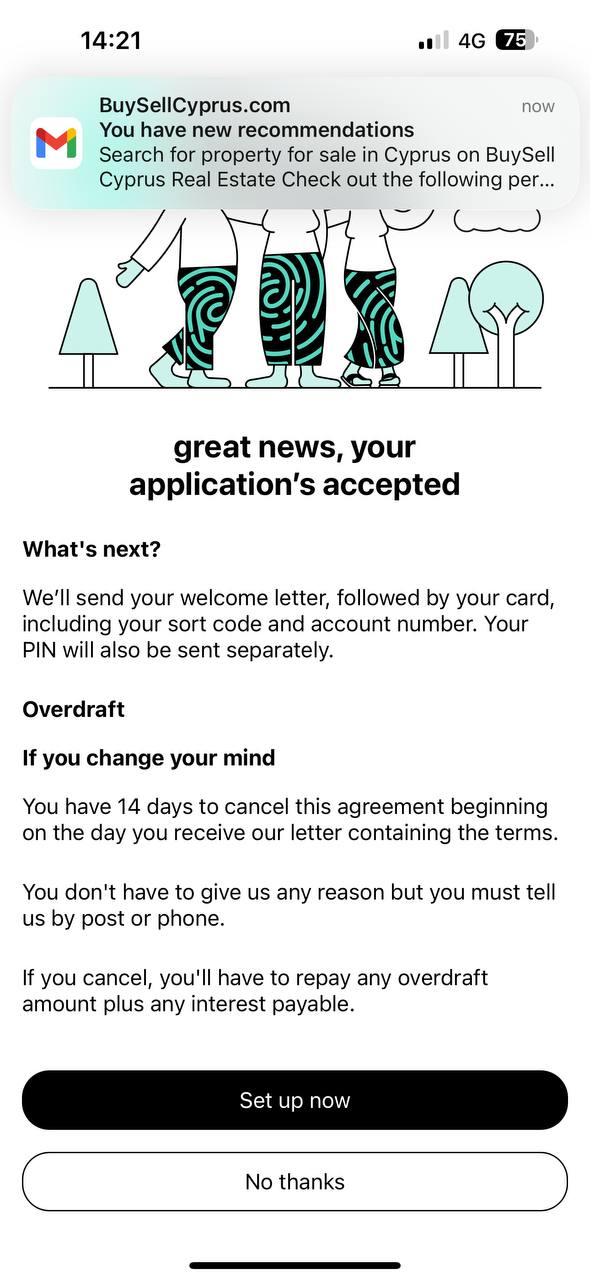 14:21
4G
75
BuySellCyprus.com
now
You have new recommendations
Search for property for sale in Cyprus on BuySell
Cyprus Real Estate Check out the following per...
great news, your
application’s accepted
What's next?
We’ll send your welcome letter, followed by your card,
including your sort code and account number. Your
PIN will also be sent separately.
Overdraft
If you change your mind
You have 14 days to cancel this agreement beginning
on the day you receive our letter containing the terms.
You don't have to give us any reason but you must tell
us by post or phone.
If you cancel, you'll have to repay any overdraft
amount plus any interest payable.
Set up now
No thanks